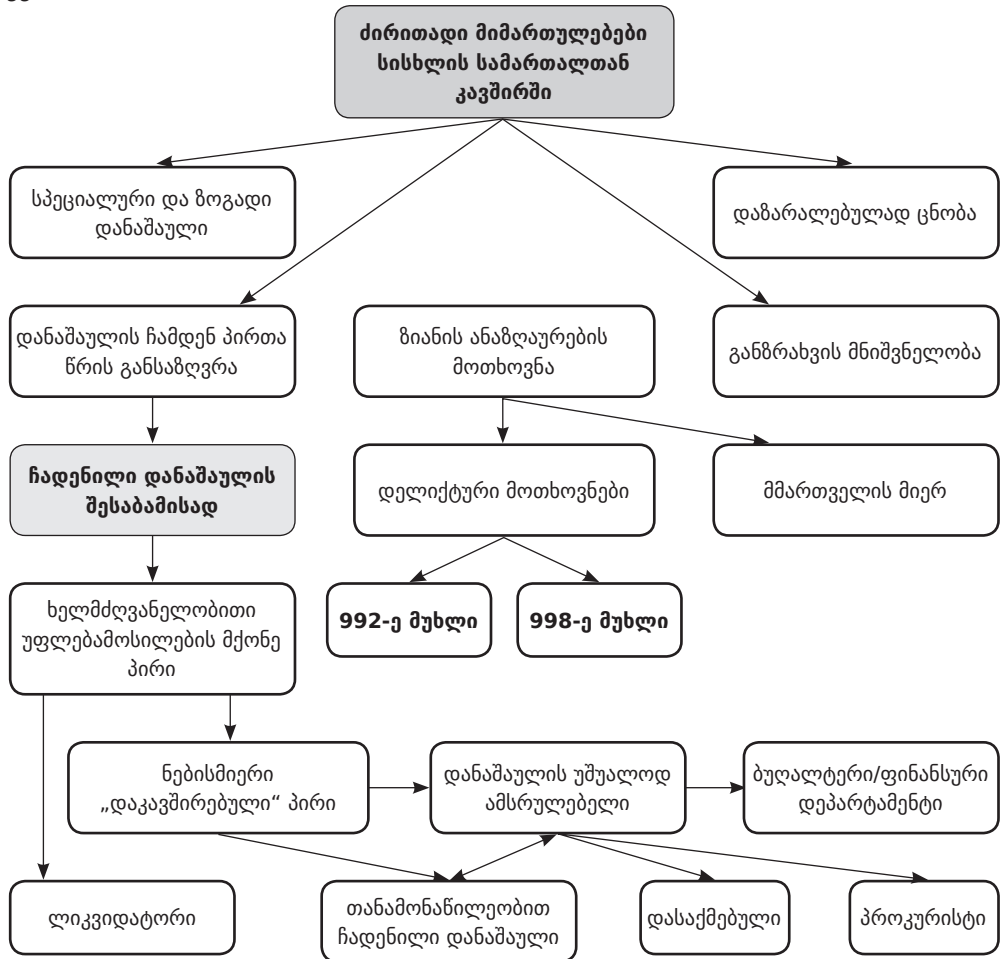 ძირითადი მიმართულებები
სისხლის სამართალთან
კავშირში
სპეციალური და ზოგადი
დანაშაული
დაზარალებულად ცნობა
დანაშაულის ჩამდენ პირთა
წრის განსაზღვრა
ზიანის ანაზღაურების
მოთხოვნა
განზრახვის მნიშვნელობა
ჩადენილი დანაშაულის
შესაბამისად
დელიქტური მოთხოვნები
მმართველის მიერ
ხელმძღვანელობითი
უფლებამოსილების მქონე
პირი
992-ე მუხლი
998-ე მუხლი
ნებისმიერი
„დაკავშირებული“ პირი
დანაშაულის უშუალოდ
ამსრულებელი
ბუღალტერი/ფინანსური
დეპარტამენტი
ლიკვიდატორი
თანამონაწილეობით
ჩადენილი დანაშაული
დასაქმებული
პროკურისტი